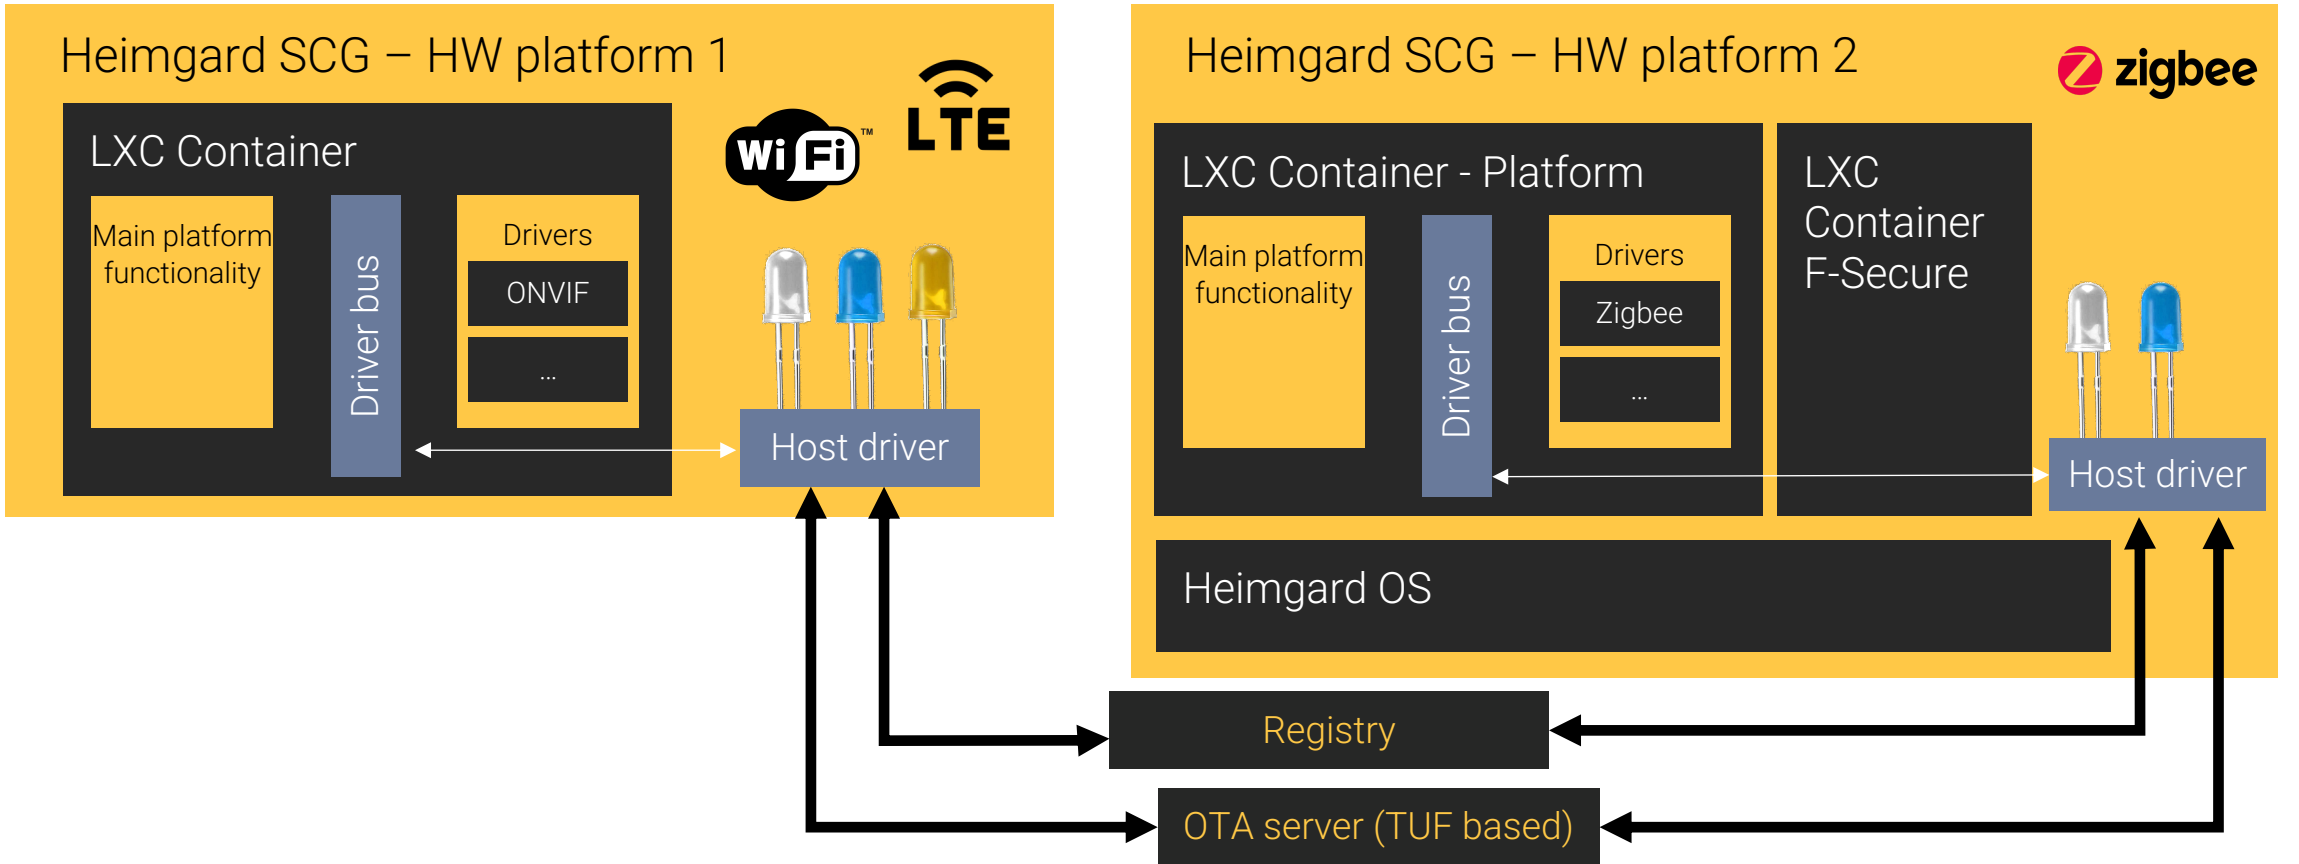 Heimgard SCG – HW platform 1
LTE
WiFi™
LXC Container
Main platform
functionality
Driver bus
Drivers
ONVIF
...
Host driver
Heimgard SCG – HW platform 2
zigbee
LXC Container - Platform
Main platform
functionality
Driver bus
Drivers
Zigbee
...
LXC
Container
F-Secure
Host driver
Heimgard OS
Registry
OTA server (TUF based)